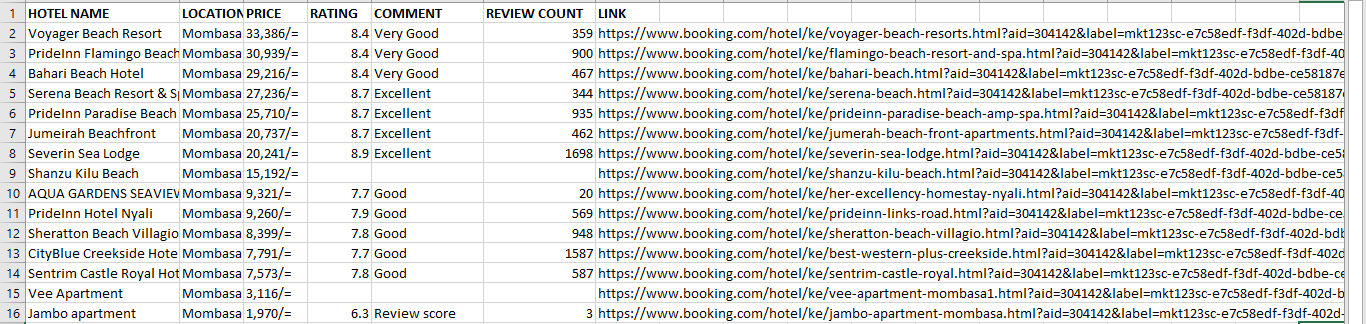 1 HOTEL NAME LOCATION PRICE RATING COMMENT REVIEW COUNT LINK
2 Voyager Beach Resort Mombasa 33,386/= 8.4 Very Good 359 https://www.booking.com/hotel/ke/voyager-beach-resorts.html?aid=304142&label=mkt123sc-e7c58edf-f3df-402d-bdbe
3 PrideInn Flamingo Beach Mombasa 30,939/= 8.4 Very Good 900 https://www.booking.com/hotel/ke/flamingo-beach-resort-and-spa.html?aid=304142&label=mkt123sc-e7c58edf-f3df-40
4 Bahari Beach Hotel Mombasa 29,216/= 8.4 Very Good 467 https://www.booking.com/hotel/ke/bahari-beach.html?aid=304142&label=mkt123sc-e7c58edf-f3df-402d-bdbe-ce58187e
5 Serena Beach Resort & Sp Mombasa 27,236/= 8.7 Excellent 344 https://www.booking.com/hotel/ke/serena-beach.html?aid=304142&label=mkt123sc-e7c58edf-f3df-402d-bdbe-ce58187
6 PrideInn Paradise Beach Mombasa 25,710/= 8.7 Excellent 935 https://www.booking.com/hotel/ke/prideinn-paradise-beach-amp-spa.html?aid=304142&label=mkt123sc-e7c58edf-f3df
7 Jumeirah Beachfront Mombasa 20,737/= 8.7 Excellent 462 https://www.booking.com/hotel/ke/jumerah-beach-front-apartments.html?aid=304142&label=mkt123sc-e7c58edf-f3df-
8 Severin Sea Lodge Mombasa 20,241/= 8.9 Excellent 1698 https://www.booking.com/hotel/ke/severin-sea-lodge.html?aid=304142&label=mkt123sc-e7c58edf-f3df-402d-bdbe-ce5
9 Shanzu Kilu Beach Mombasa 15,192/= https://www.booking.com/hotel/ke/shanzu-kilu-beach.html?aid=304142&label=mkt123sc-e7c58edf-f3df-402d-bdbe-ce5
10 AQUA GARDENS SEAVIEW Mombasa 9,321/= 7.7 Good 20 https://www.booking.com/hotel/ke/her-excellency-homestay-nyali.html?aid=304142&label=mkt123sc-e7c58edf-f3df-40
11 PrideInn Hotel Nyali Mombasa 9,260/= 7.9 Good 569 https://www.booking.com/hotel/ke/prideinn-links-road.html?aid=304142&label=mkt123sc-e7c58edf-f3df-402d-bdbe-ce
12 Sheratton Beach Villagio Mombasa 8,399/= 7.8 Good 948 https://www.booking.com/hotel/ke/sheratton-beach-villagio.html?aid=304142&label=mkt123sc-e7c58edf-f3df-402d-bdb
13 CityBlue Creekside Hote Mombasa 7,791/= 7.7 Good 1587 https://www.booking.com/hotel/ke/best-western-plus-creekside.html?aid=304142&label=mkt123sc-e7c58edf-f3df-402d
14 Sentrim Castle Royal Hot Mombasa 7,573/= 7.8 Good 587 https://www.booking.com/hotel/ke/sentrim-castle-royal.html?aid=304142&label=mkt123sc-e7c58edf-f3df-402d-bdbe-ce
15 Vee Apartment Mombasa 3,116/= https://www.booking.com/hotel/ke/vee-apartment-mombasa1.html?aid=304142&label=mkt123sc-e7c58edf-f3df-402d-
16 Jambo apartment Mombasa 1,970/= 6.3 Review score 3 https://www.booking.com/hotel/ke/jambo-apartment-mombasa.html?aid=304142&label=mkt123sc-e7c58edf-f3df-402d-